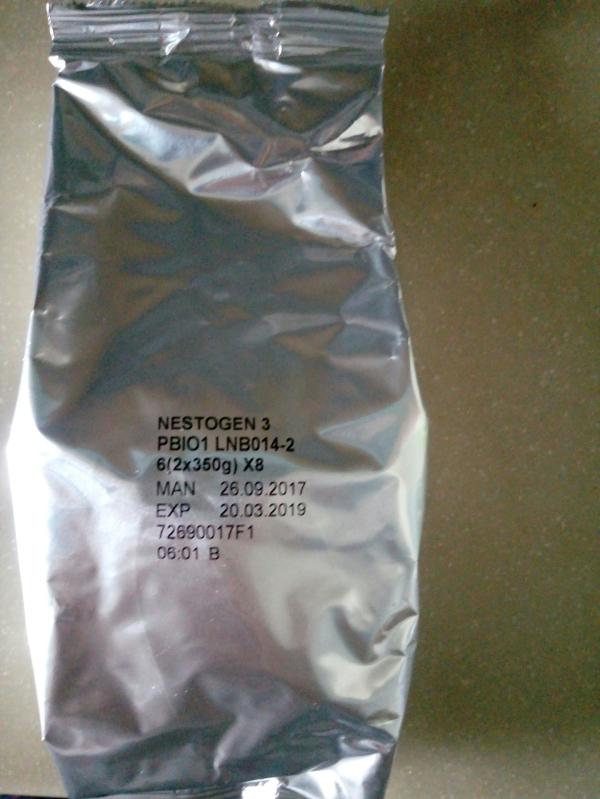 NESTOGEN 3
PBIO1 LNB014-2
6(2x350g) X8
MAN 26.09.2017
EXP 20.03.2019
72690017F1
06:01 B